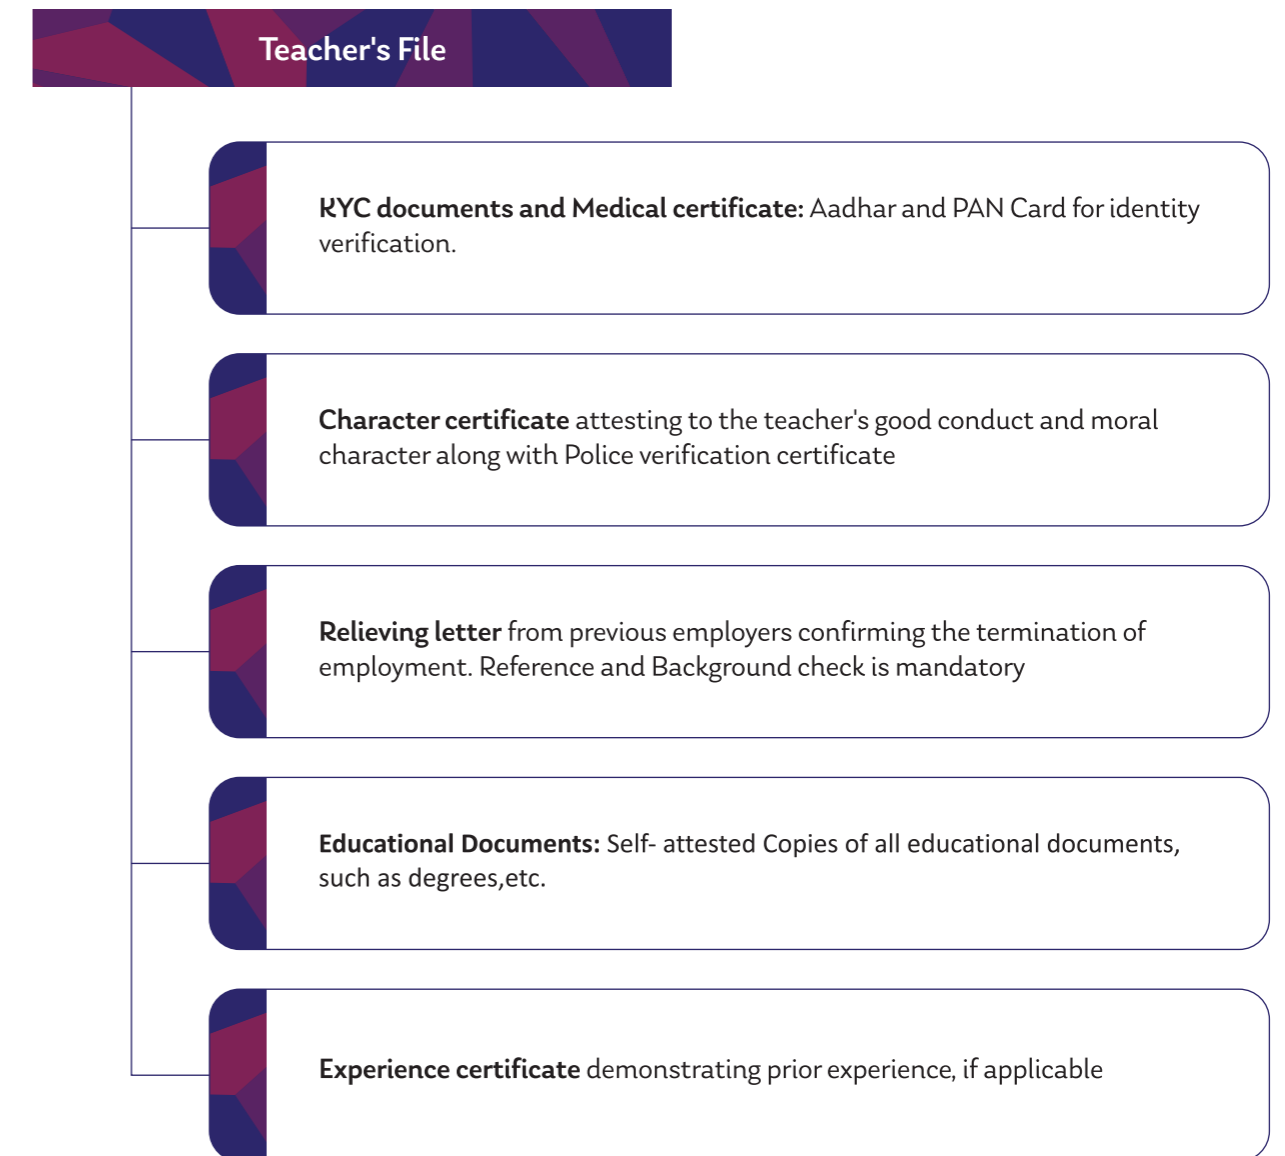 Teacher's File
KYC documents and Medical certificate: Aadhar and PAN Card for identity
verification.
Character certificate attesting to the teacher's good conduct and moral
character along with Police verification certificate
Relieving letter from previous employers confirming the termination of
employment. Reference and Background check is mandatory
Educational Documents: Self- attested Copies of all educational documents,
such as degrees,etc.
Experience certificate demonstrating prior experience, if applicable